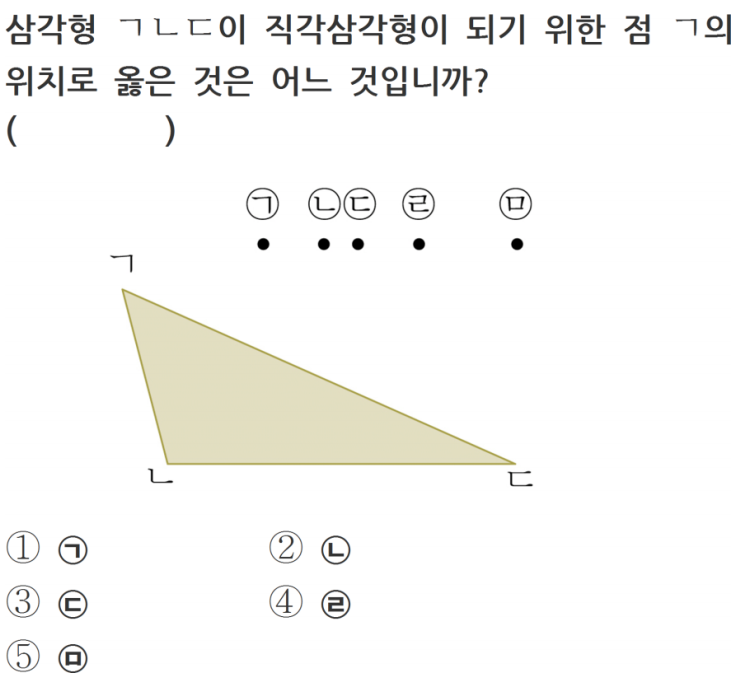 삼각형 ㄱㄴㄷ이 직각삼각형이 되기 위한 점 ㄱ의
위치로 옳은 것은 어느 것입니까?
( )
㉠ ㉡ ㉢ ㉣ ㉤
ㄱ
ㄴ ㄷ
① ㉠ ② ㉡
③ ㉢ ④ ㉣
⑤ ㉤